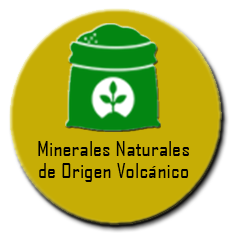 Minerales Naturales
de Origen Volcánico